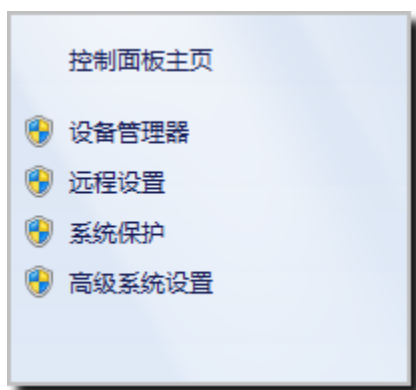 控制面板主页
设备管理器
远程设置
系统保护
高级系统设置